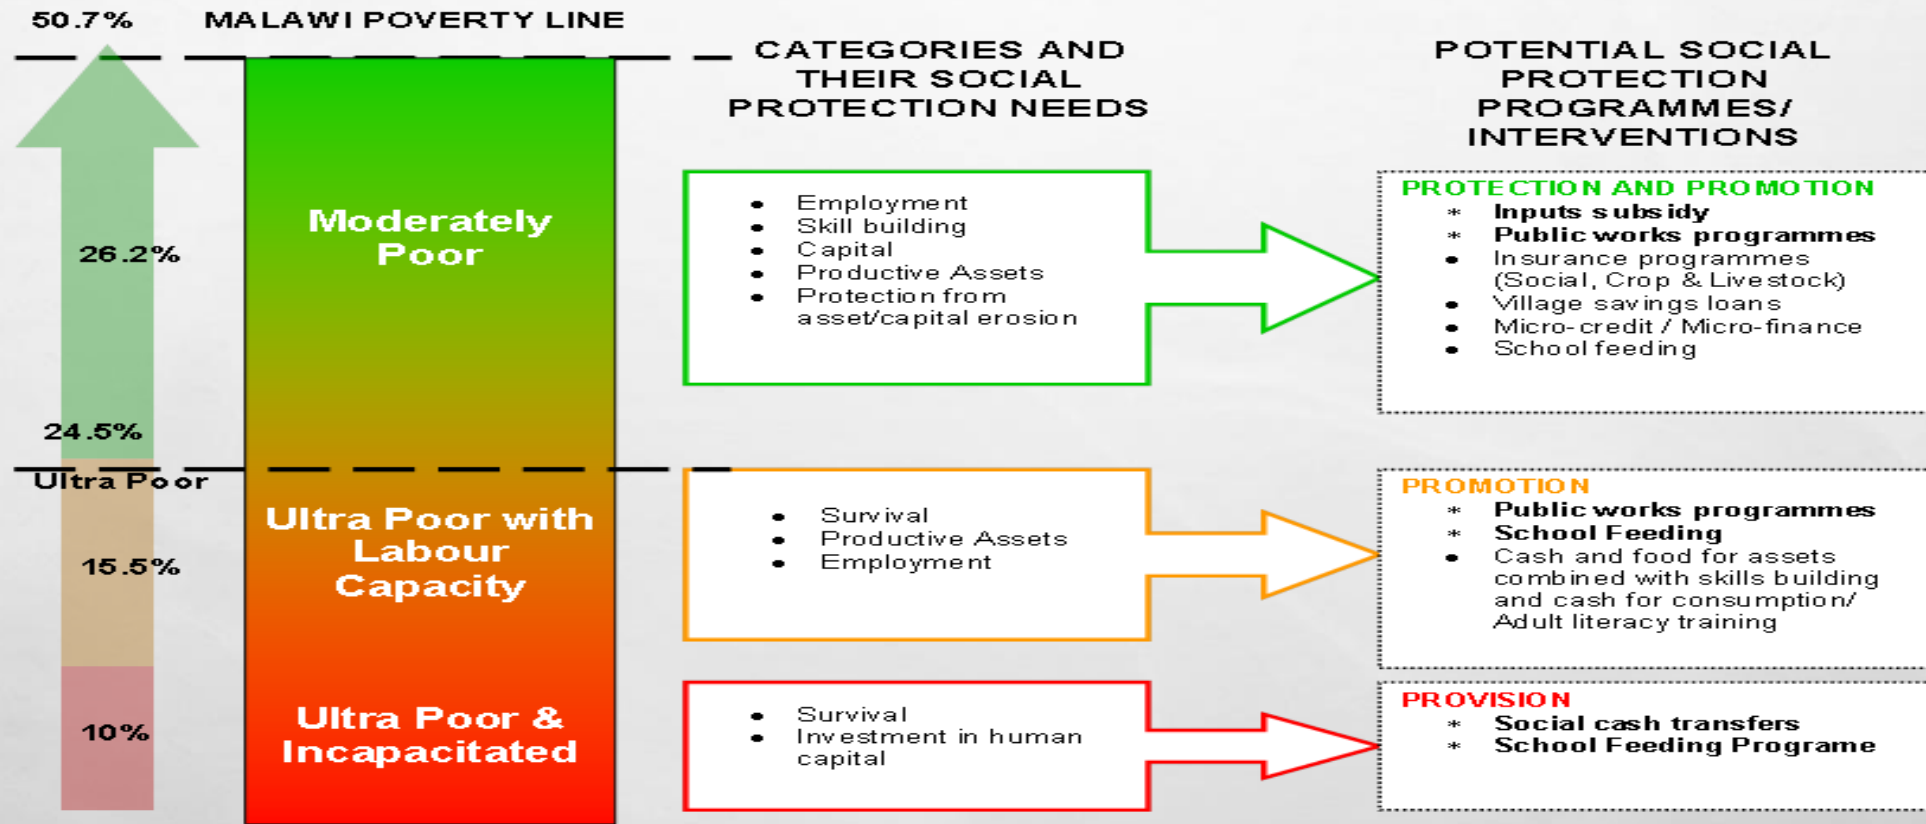 50.7%
MALAWI POVERTY LINE
CATEGORIES AND
THEIR SOCIAL
PROTECTION NEEDS
POTENTIAL SOCIAL
PROTECTION
PROGRAMMES/
INTERVENTIONS
26.2%
Moderately
Poor
• Employment
• Skill building
• Capital
• Productive Assets
• Protection from
asset/capital erosion
PROTECTION AND PROMOTION
* Inputs subsidy
* Public works programmes
• Insurance programmes
(Social, Crop & Livestock)
• Village savings loans
• Micro-credit / Micro-finance
• School feeding
24.5%
Ultra Poor
15.5%
Ultra Poor with
Labour
Capacity
• Survival
• Productive Assets
• Employment
PROMOTION
* Public works programmes
* School Feeding
• Cash and food for assets
combined with skills building
and cash for consumption/
Adult literacy training
10%
Ultra Poor &
Incapacitated
• Survival
• Investment in human
capital
PROVISION
* Social cash transfers
* School Feeding Programe